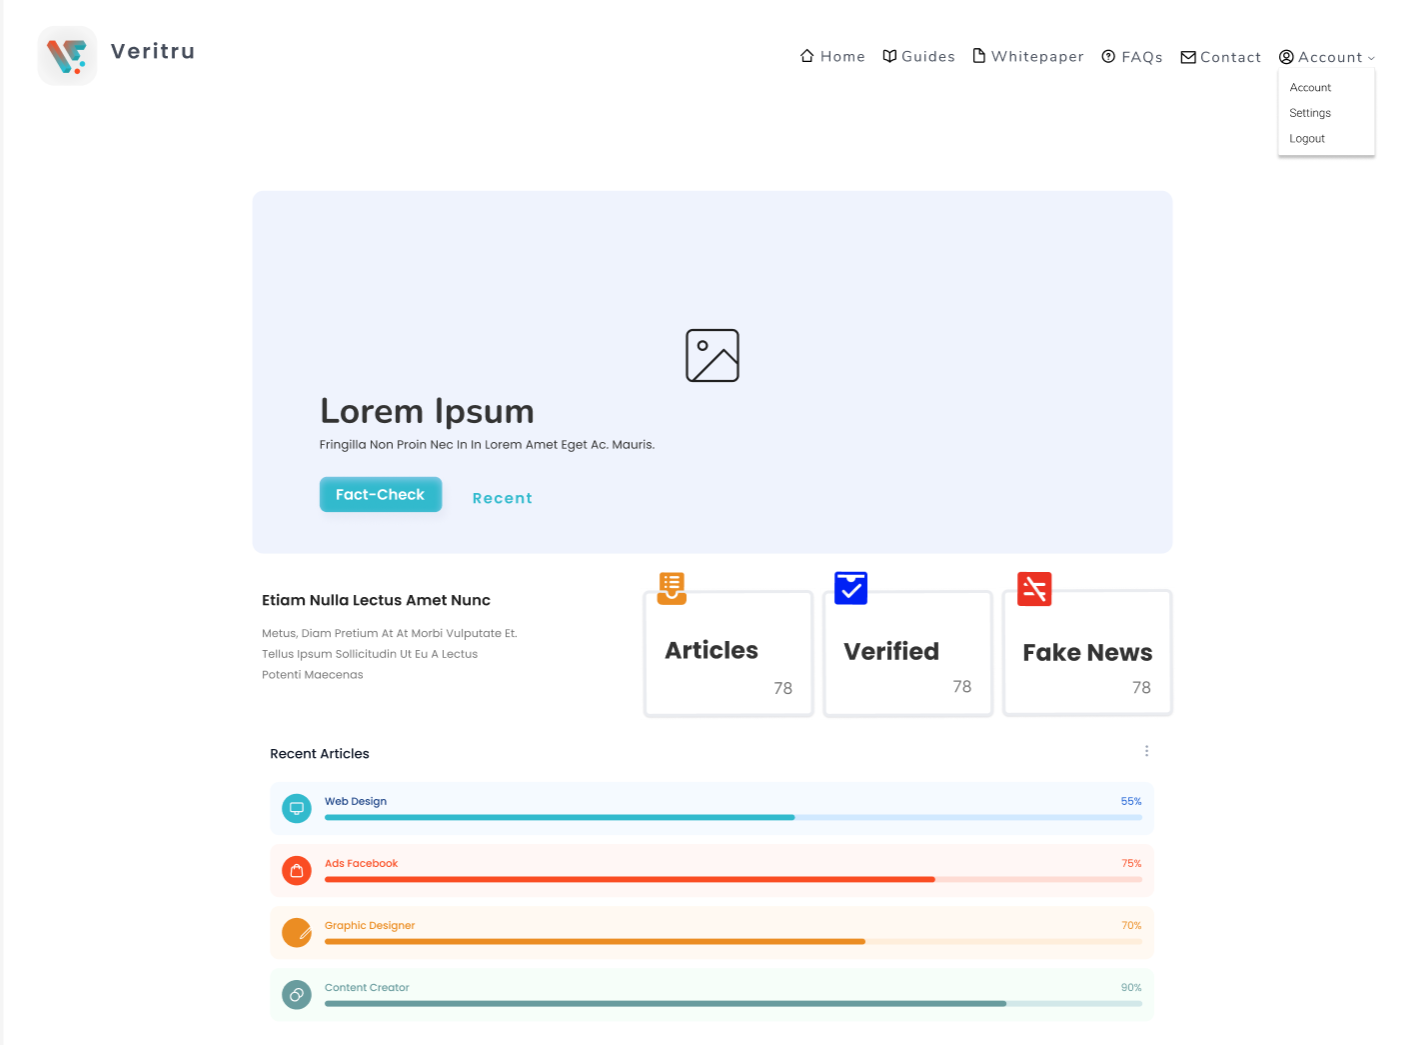 Veritru
Home Guides Whitepaper FAQs Contact Account
Account
Settings
Logout
Lorem Ipsum
Fringilla Non Proin Nec In In Lorem Amet Eget Ac. Mauris.
Fact-Check Recent
Etiam Nulla Lectus Amet Nunc
Metus, Diam Pretium At At Morbi Vulputate Et.
Tellus Ipsum Sollicitudin Ut Eu A Lectus
Potenti Maecenas
Articles
78
Verified
78
Fake News
78
Recent Articles
Web Design 55%
Ads Facebook 75%
Graphic Designer 70%
Content Creator 90%